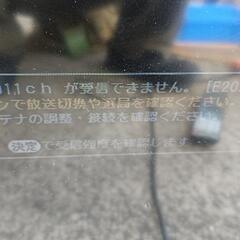 011ch が受信できません。[E20
ンで放送切換や選局を確認ください
テナの調整・接続を確認ください。
決定 で受信強度を確認します